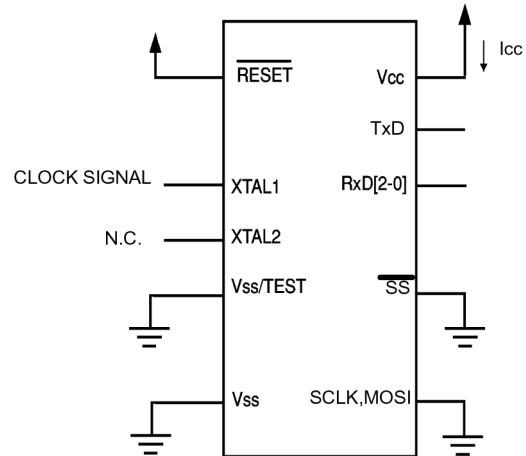 RESET
Vcc
Icc
TxD
CLOCK SIGNAL
XTAL1
RxD[2-0]
N.C.
XTAL2
Vss/TEST
SS
Vss
SCLK,MOSI